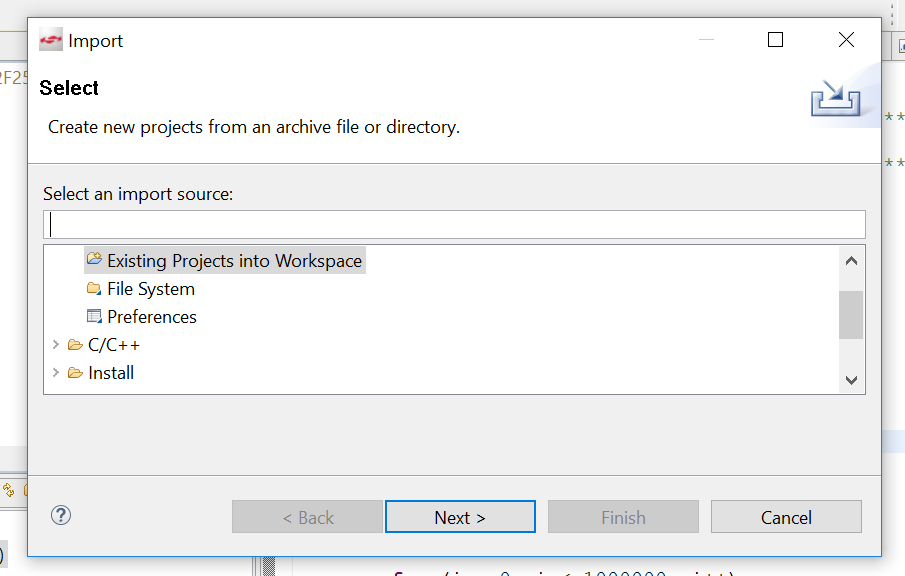 Import
Select
Create new projects from an archive file or directory.
Select an import source:
Existing Projects into Workspace
File System
Preferences
C/C++
Install
< Back
Next >
Finish
Cancel